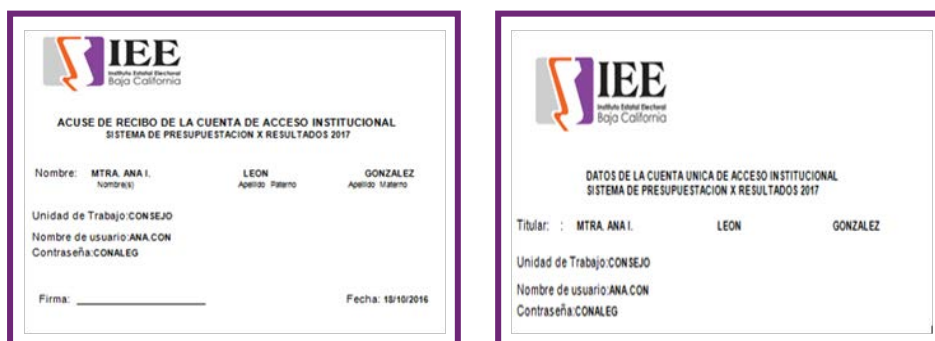 IEE
Instituto Estatal Electoral
Baja California
ACUSE DE RECIBO DE LA CUENTA DE ACCESO INSTITUCIONAL
SISTEMA DE PRESUPUESTACION X RESULTADOS 2017
Nombre: MTRA. ANA I. LEON GONZALEZ
Nombre(s) Apellido Paterno Apellido Materno
Unidad de Trabajo:CONSEJO
Nombre de usuario:ANA.CON
Contraseña:CONALEG
Firma: Fecha: 18/10/2016
IEE
Instituto Estatal Electoral
Baja California
DATOS DE LA CUENTA UNICA DE ACCESO INSTITUCIONAL
SISTEMA DE PRESUPUESTACION X RESULTADOS 2017
Titular: : MTRA. ANA I. LEON GONZALEZ
Unidad de Trabajo:CONSEJO
Nombre de usuario:ANA.CON
Contraseña:CONALEG